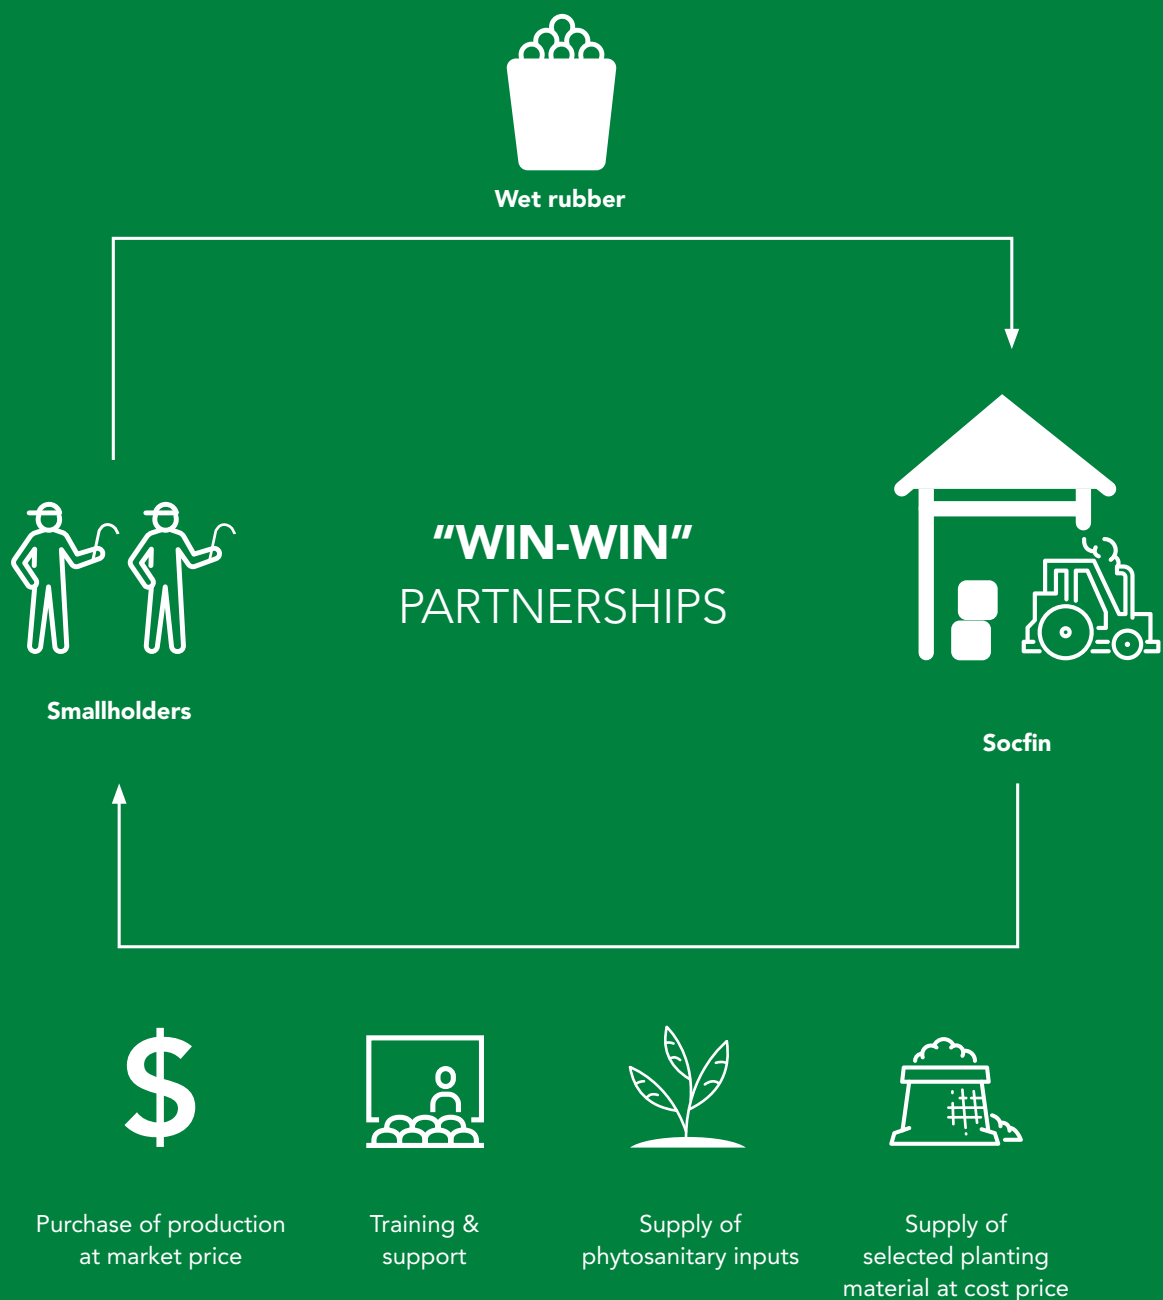 Wet rubber
“WIN-WIN”
PARTNERSHIPS
Smallholders
Socfin
$
Purchase of production
at market price
Training &
support
Supply of
phytosanitary inputs
Supply of
selected planting
material at cost price